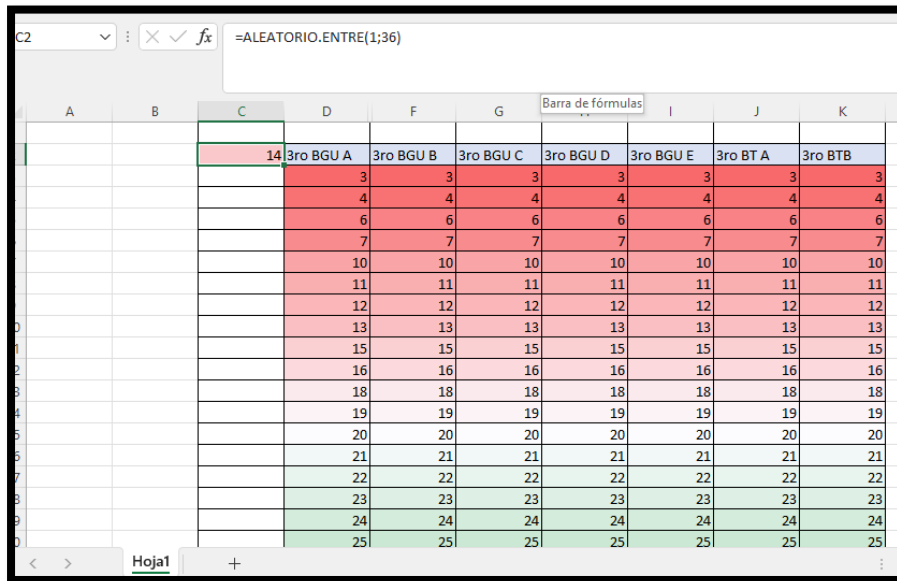 C2 fx =ALEATORIO.ENTRE(1;36)
Barra de fórmulas
A B C D F G I J K
14 3ro BGU A 3ro BGU B 3ro BGU C 3ro BGU D 3ro BGU E 3ro BT A 3ro BTB
3 3 3 3 3 3 3
4 4 4 4 4 4 4
6 6 6 6 6 6 6
7 7 7 7 7 7 7
10 10 10 10 10 10 10
11 11 11 11 11 11 11
12 12 12 12 12 12 12
13 13 13 13 13 13 13
15 15 15 15 15 15 15
16 16 16 16 16 16 16
18 18 18 18 18 18 18
19 19 19 19 19 19 19
20 20 20 20 20 20 20
21 21 21 21 21 21 21
22 22 22 22 22 22 22
23 23 23 23 23 23 23
24 24 24 24 24 24 24
25 25 25 25 25 25 25
Hoja1